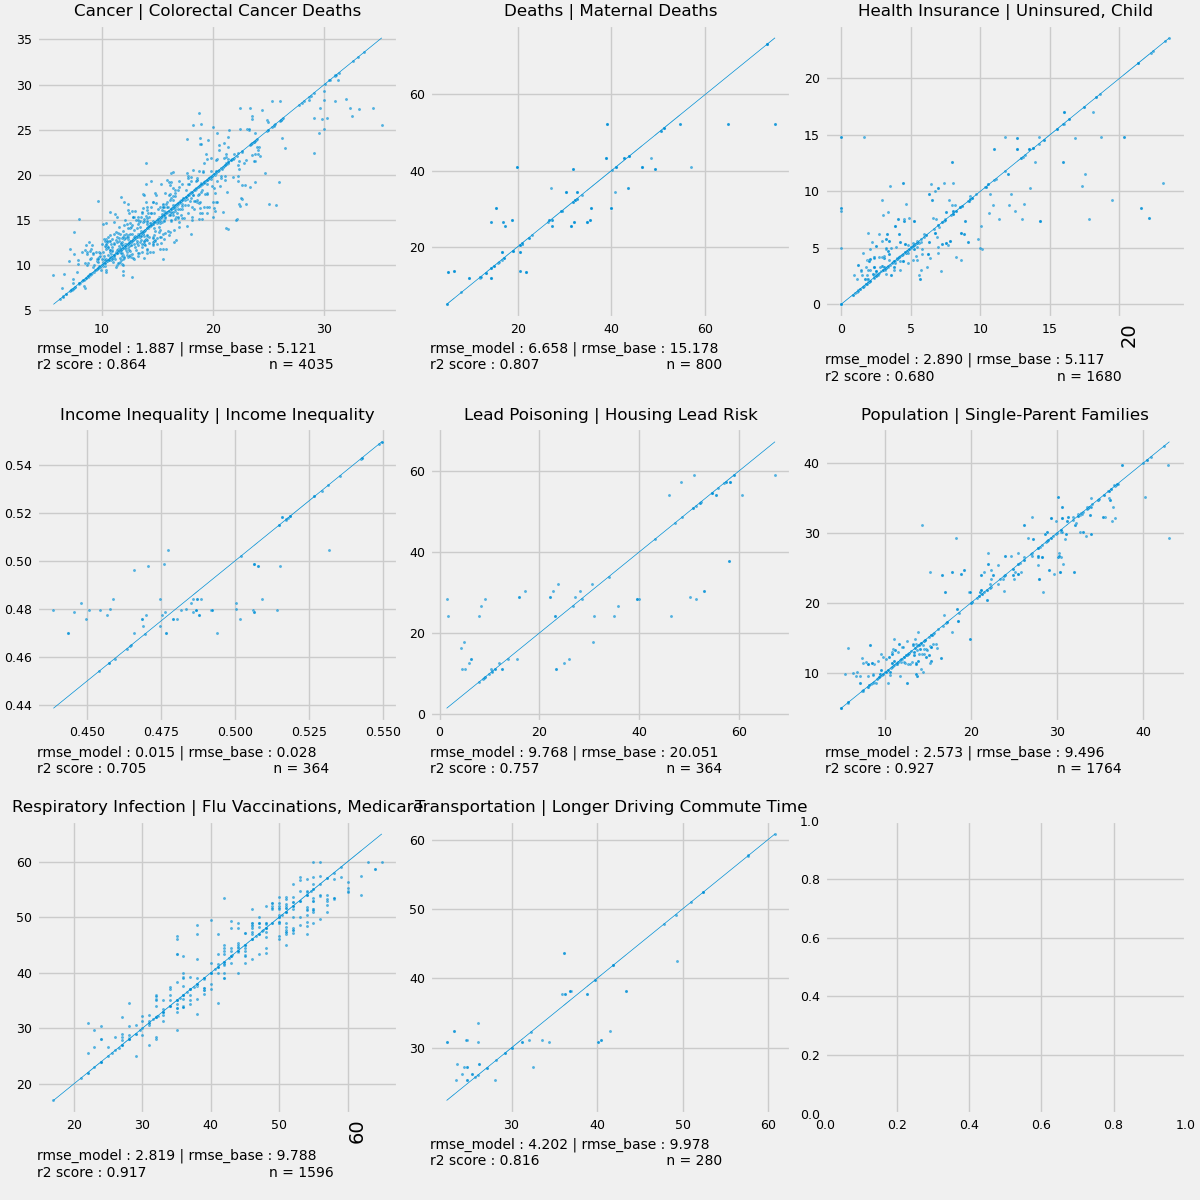 Cancer | Colorectal Cancer Deaths
35
30
25
20
15
10
5
10 20 30
rmse_model : 1.887 | rmse_base : 5.121
r2 score : 0.864 n = 4035
Deaths | Maternal Deaths
60
40
20
20 40 60
rmse_model : 6.658 | rmse_base : 15.178
r2 score : 0.807 n = 800
Health Insurance | Uninsured, Child
20
15
10
5
0
0 5 10 15 20
rmse_model : 2.890 | rmse_base : 5.117
r2 score : 0.680 n = 1680
Income Inequality | Income Inequality
0.54
0.52
0.50
0.48
0.46
0.44
0.450 0.475 0.500 0.525 0.550
rmse_model : 0.015 | rmse_base : 0.028
r2 score : 0.705 n = 364
Lead Poisoning | Housing Lead Risk
60
40
20
0
0 20 40 60
rmse_model : 9.768 | rmse_base : 20.051
r2 score : 0.757 n = 364
Population | Single-Parent Families
40
30
20
10
10 20 30 40
rmse_model : 2.573 | rmse_base : 9.496
r2 score : 0.927 n = 1764
Respiratory Infection | Flu Vaccinations, Medicare
60
50
40
30
20
20 30 40 50 60
rmse_model : 2.819 | rmse_base : 9.788
r2 score : 0.917 n = 1596
Transportation | Longer Driving Commute Time
60
50
40
30
30 40 50 60
rmse_model : 4.202 | rmse_base : 9.978
r2 score : 0.816 n = 280
1.0
0.8
0.6
0.4
0.2
0.0
0.0 0.2 0.4 0.6 0.8 1.0